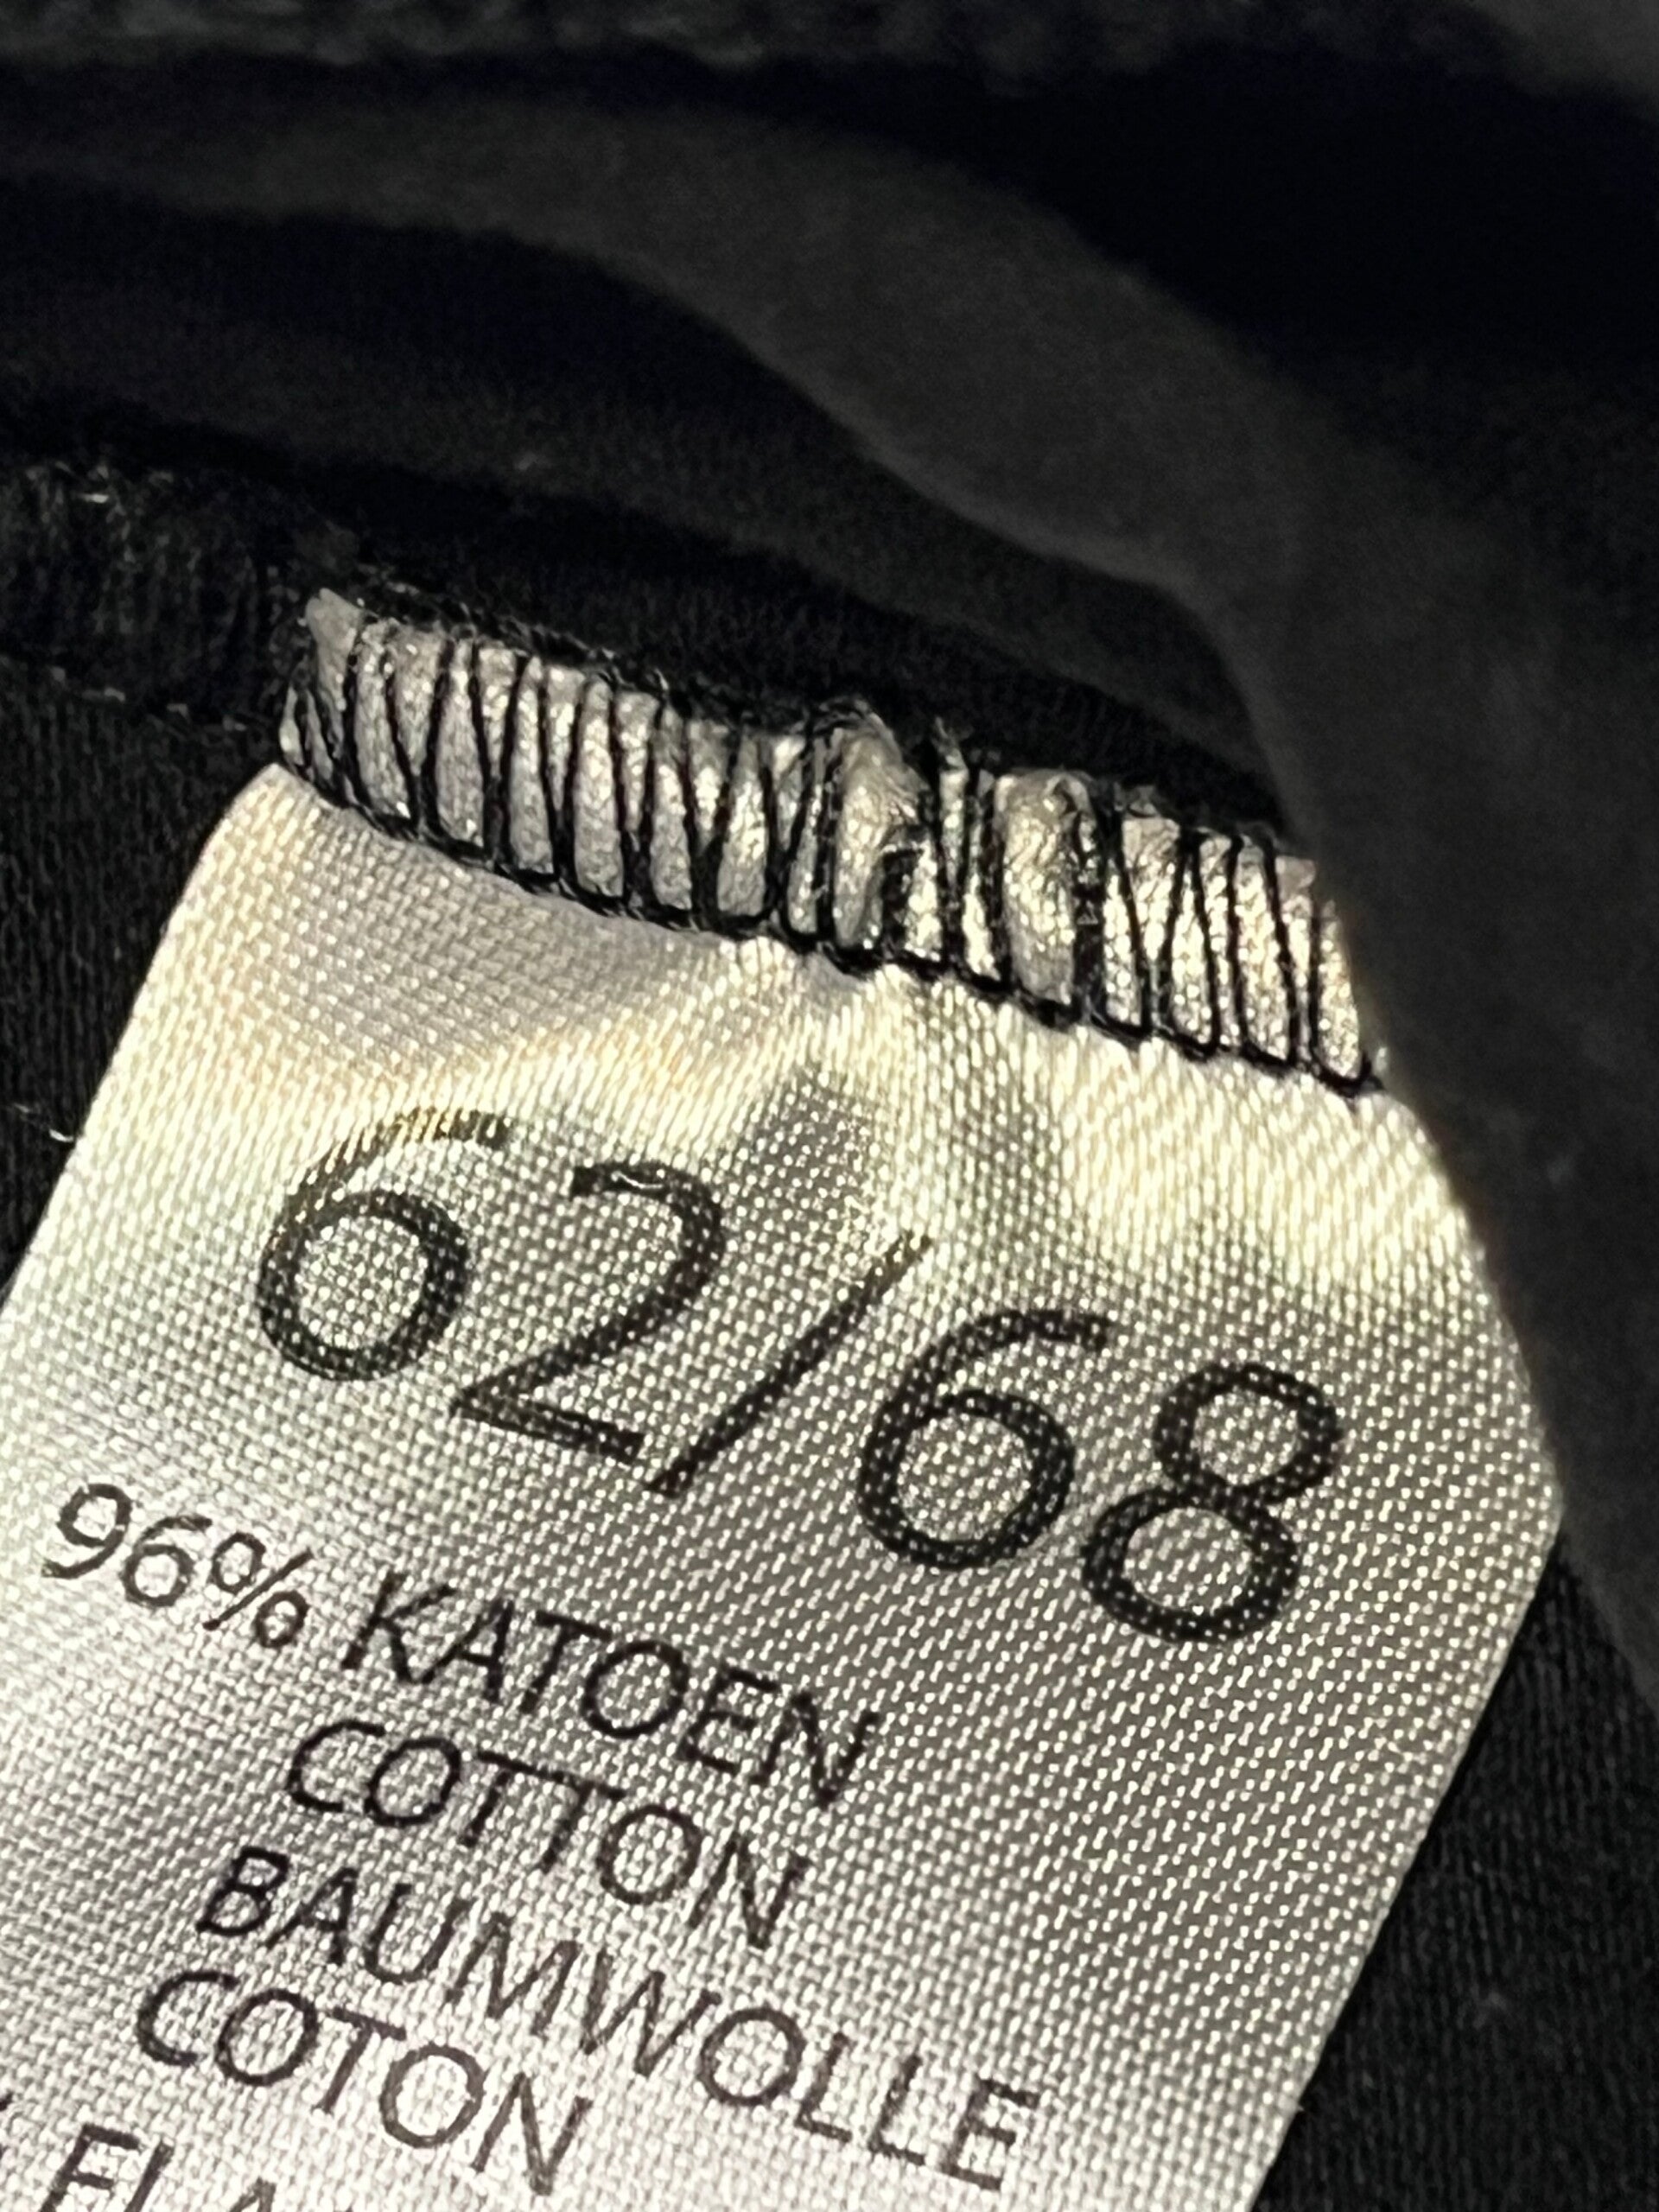 62/68
96% KATOEN
COTTON
BAUMWOLLE
COTON